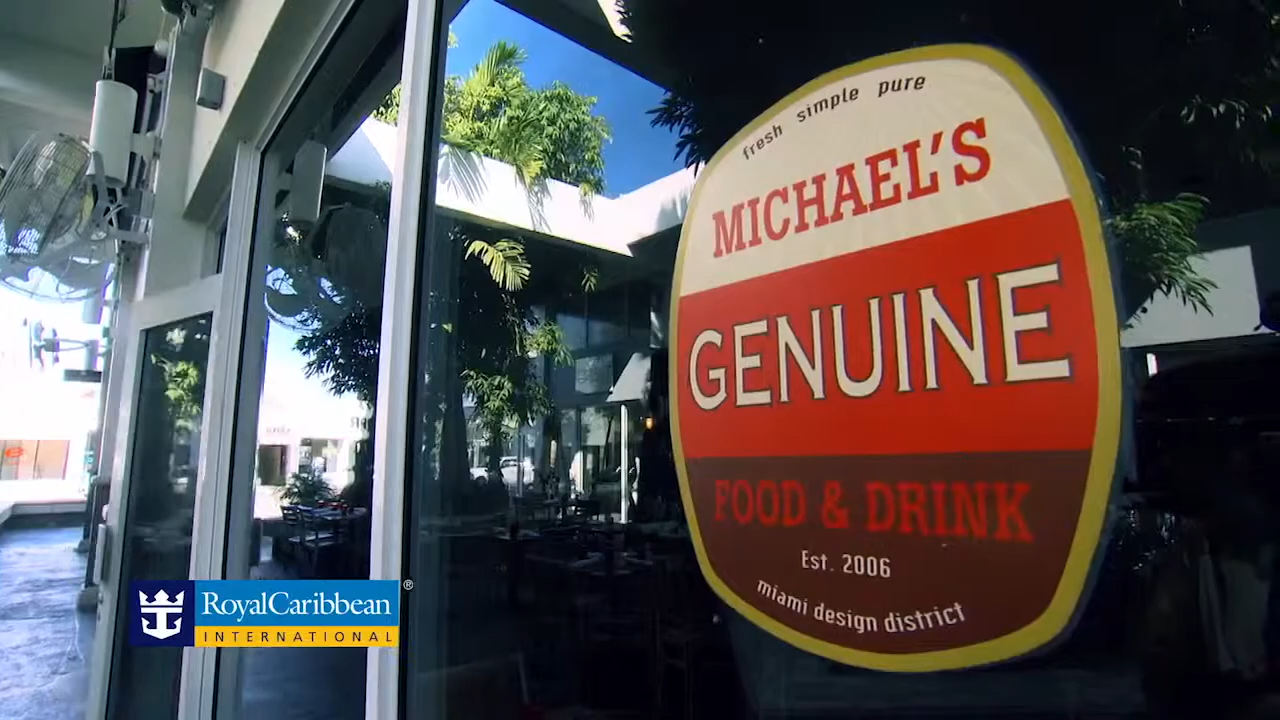 fresh simple pure
MICHAEL'S
GENUINE
FOOD & DRINK
Est. 2006
miami design district
RoyalCaribbean®
INTERNATIONAL